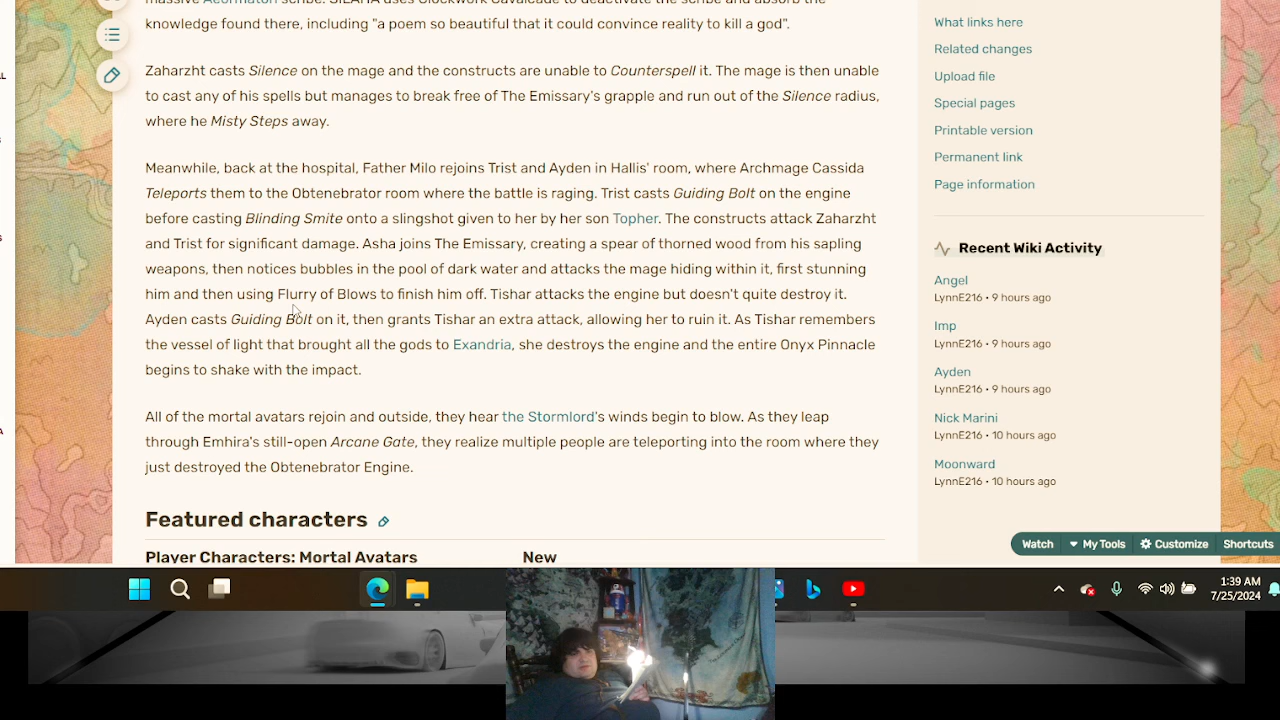 knowledge found there, including "a poem so beautiful that it could convince reality to kill a god".
Zaharzht casts Silence on the mage and the constructs are unable to Counterspell it. The mage is then unable
to cast any of his spells but manages to break free of The Emissary's grapple and run out of the Silence radius,
where he Misty Steps away.
Meanwhile, back at the hospital, Father Milo rejoins Trist and Ayden in Hallis' room, where Archmage Cassida
Teleports them to the Obtenebrator room where the battle is raging. Trist casts Guiding Bolt on the engine
before casting Blinding Smite onto a slingshot given to her by her son Topher. The constructs attack Zaharzht
and Trist for significant damage. Asha joins The Emissary, creating a spear of thorned wood from his sapling
weapons, then notices bubbles in the pool of dark water and attacks the mage hiding within it, first stunning
him and then using Flurry of Blows to finish him off. Tishar attacks the engine but doesn't quite destroy it.
Ayden casts Guiding Bolt on it, then grants Tishar an extra attack, allowing her to ruin it. As Tishar remembers
the vessel of light that brought all the gods to Exandria, she destroys the engine and the entire Onyx Pinnacle
begins to shake with the impact.
All of the mortal avatars rejoin and outside, they hear the Stormlord's winds begin to blow. As they leap
through Emhira's still-open Arcane Gate, they realize multiple people are teleporting into the room where they
just destroyed the Obtenebrator Engine.
Featured characters
Player Characters: Mortal Avatars
New
What links here
Related changes
Upload file
Special pages
Printable version
Permanent link
Page information
Recent Wiki Activity
Angel
LynnE216 • 9 hours ago
Imp
LynnE216 • 9 hours ago
Ayden
LynnE216 • 9 hours ago
Nick Marini
LynnE216 • 10 hours ago
Moonward
LynnE216 • 10 hours ago
Watch
My Tools
Customize
Shortcuts
1:39 AM
7/25/2024